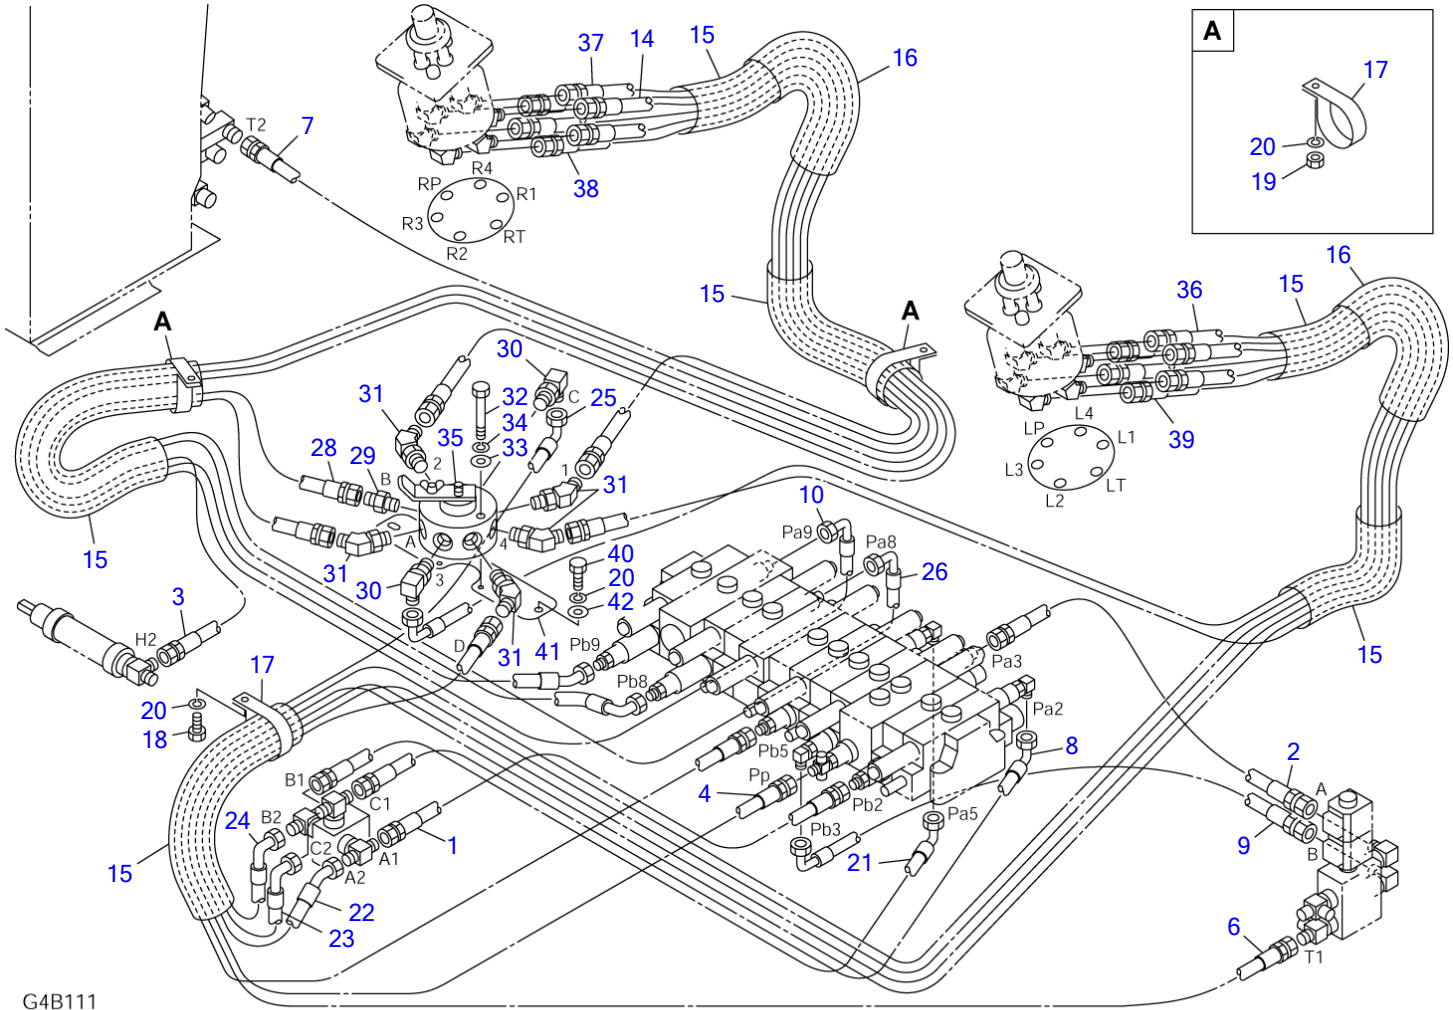 37
14
15
16
A
17
20
19
T2
7
38
R4
RP
R1
R3
RT
R2
15
A
A
16
15
36
L4
LP
L1
39
L3
LT
L2
15
30
32
C
25
31
34
35
33
2
1
28
29
B
31
10
Pa9
Pa8
26
A
4
40
15
31
30
3
20
42
3
H2
D
31
41
Pb9
Pb8
Pa3
17
20
18
Pa2
8
Pb5
Pp
4
B1
C1
2
A
24
B2
Pb2
Pa5
Pb3
9
B
C2
1
A1
A2
15
21
22
23
6
T1
G4B111